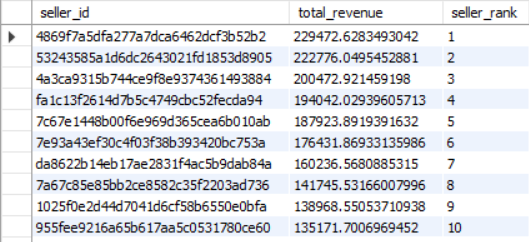 seller_id total_revenue seller_rank
4869f7a5dfa277a7dca6462dcf3b52b2 229472.6283493042 1
53243585a1d6dc2643021fd1853d8905 222776.0495452881 2
4a3ca9315b744ce9f8e9374361493884 200472.921459198 3
fa1c13f2614d7b5c4749cbc52fecda94 194042.02939605713 4
7c67e1448b00f6e969d365cea6b010ab 187923.8919391632 5
7e93a43ef30c4f03f38b393420bc753a 176431.86933135986 6
da8622b14eb17ae2831f4ac5b9dab84a 160236.5680885315 7
7a67c85e85bb2ce8582c35f2203ad736 141745.53166007996 8
1025f0e2d44d7041d6cf58b6550e0bfa 138968.55053710938 9
955fee9216a65b617aa5c0531780ce60 135171.7006969452 10